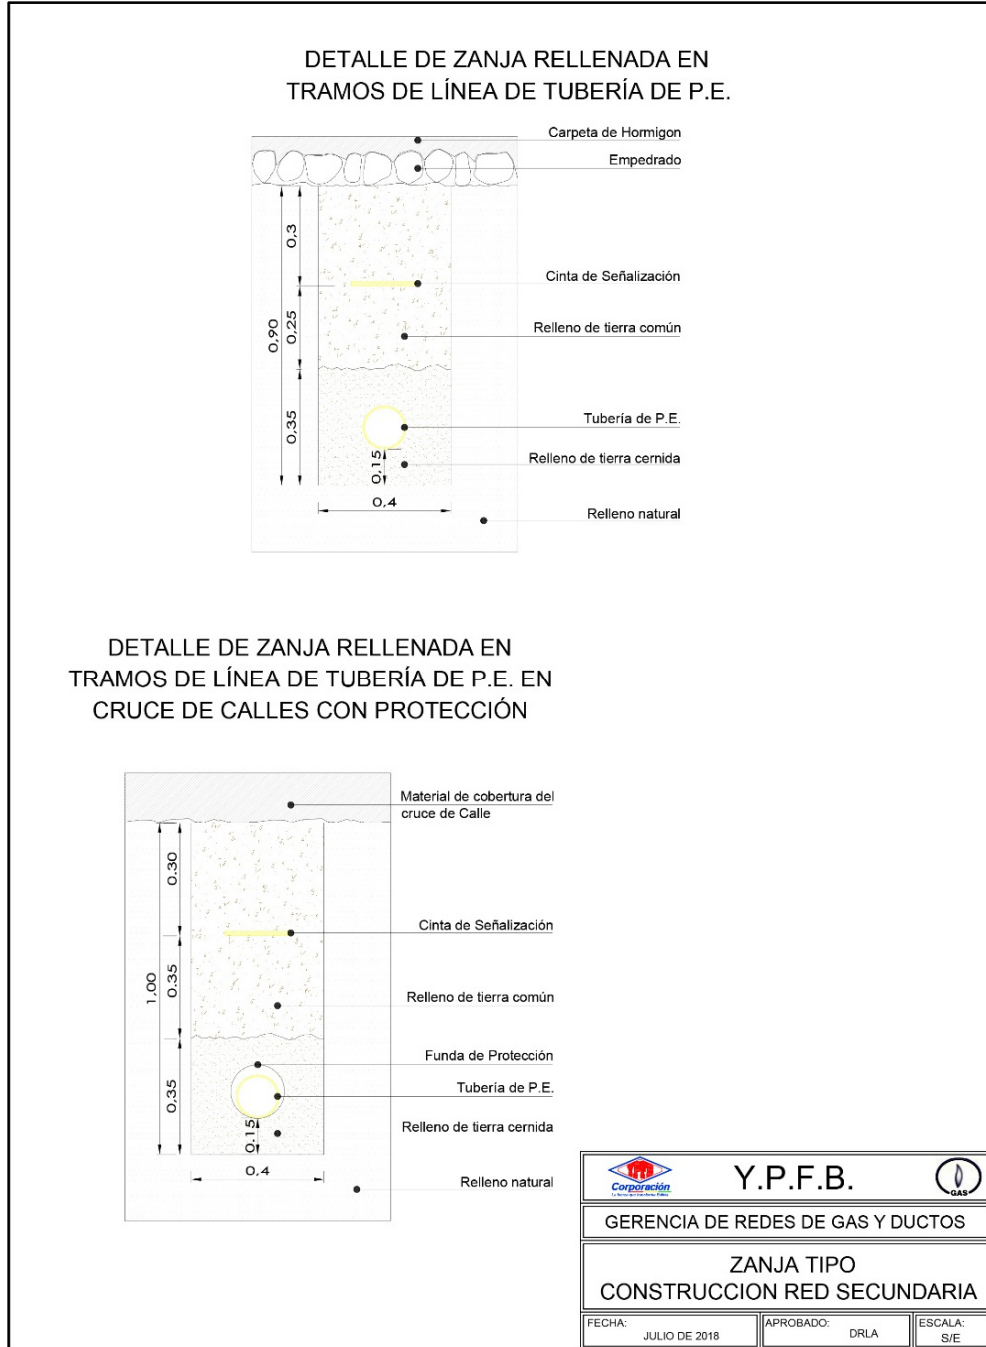 DETALLE DE ZANJA RELLENADA EN
TRAMOS DE LÍNEA DE TUBERÍA DE P.E.
Carpeta de Hormigon
Empedrado
0,3
Cinta de Señalización
0,25
Relleno de tierra común
0,90
0,35
Tubería de P.E.
0,15
Relleno de tierra cernida
0,4
Relleno natural
DETALLE DE ZANJA RELLENADA EN
TRAMOS DE LÍNEA DE TUBERÍA DE P.E. EN
CRUCE DE CALLES CON PROTECCIÓN
Material de cobertura del
cruce de Calle
0.30
Cinta de Señalización
0.35
1,00
Relleno de tierra común
Funda de Protección
Tubería de P.E.
0,35
0.15
Relleno de tierra cernida
0,4
Relleno natural
YPFB
Corporación
Y.P.F.B.
GAS
GERENCIA DE REDES DE GAS Y DUCTOS
ZANJA TIPO
CONSTRUCCION RED SECUNDARIA
FECHA:
JULIO DE 2018
APROBADO:
DRLA
ESCALA:
S/E